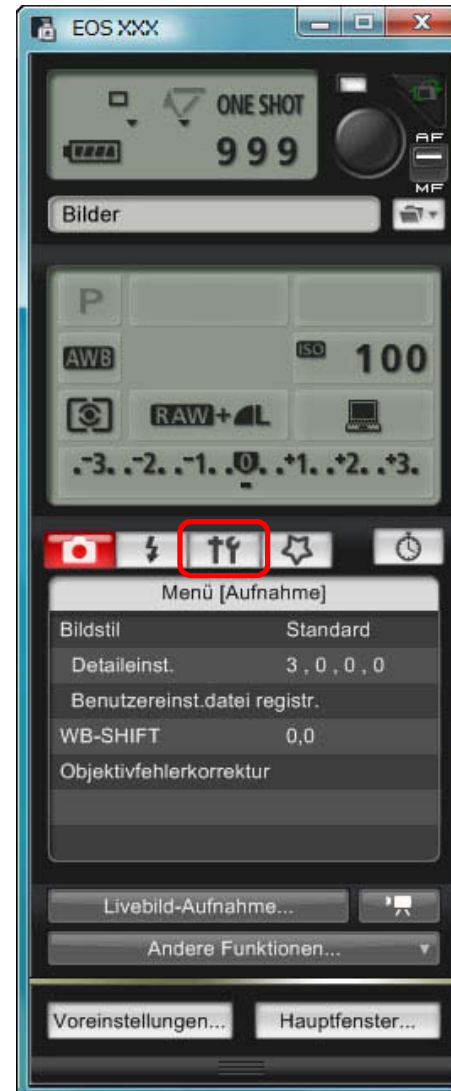 EOS XXX
ONE SHOT
999
AF
MF
Bilder
P
AWB
ISO 100
RAW+L
.-3. .-2. .-1. .0. .+1. .+2. .+3.
Menü [Aufnahme]
Bildstil Standard
Detaileinst. 3 , 0 , 0 , 0
Benutzereinst.datei registr.
WB-SHIFT 0,0
Objektivfehlerkorrektur
Livebild-Aufnahme...
Andere Funktionen...
Voreinstellungen... Hauptfenster...